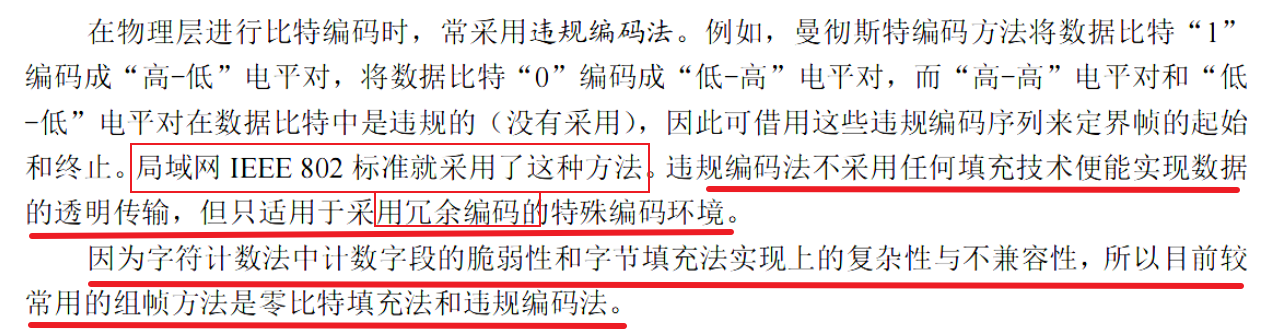 在物理层进行比特编码时，常采用违规编码法。例如，曼彻斯特编码方法将数据比特“1”
编码成“高-低”电平对，将数据比特“0”编码成“低-高”电平对，而“高-高”电平对和“低
-低”电平对在数据比特中是违规的（没有采用），因此可借用这些违规编码序列来定界帧的起始
和终止。局域网 IEEE 802 标准就采用了这种方法。违规编码法不采用任何填充技术便能实现数据
的透明传输，但只适用于采用冗余编码的特殊编码环境。
因为字符计数法中计数字段的脆弱性和字节填充法实现上的复杂性与不兼容性，所以目前较
常用的组帧方法是零比特填充法和违规编码法。